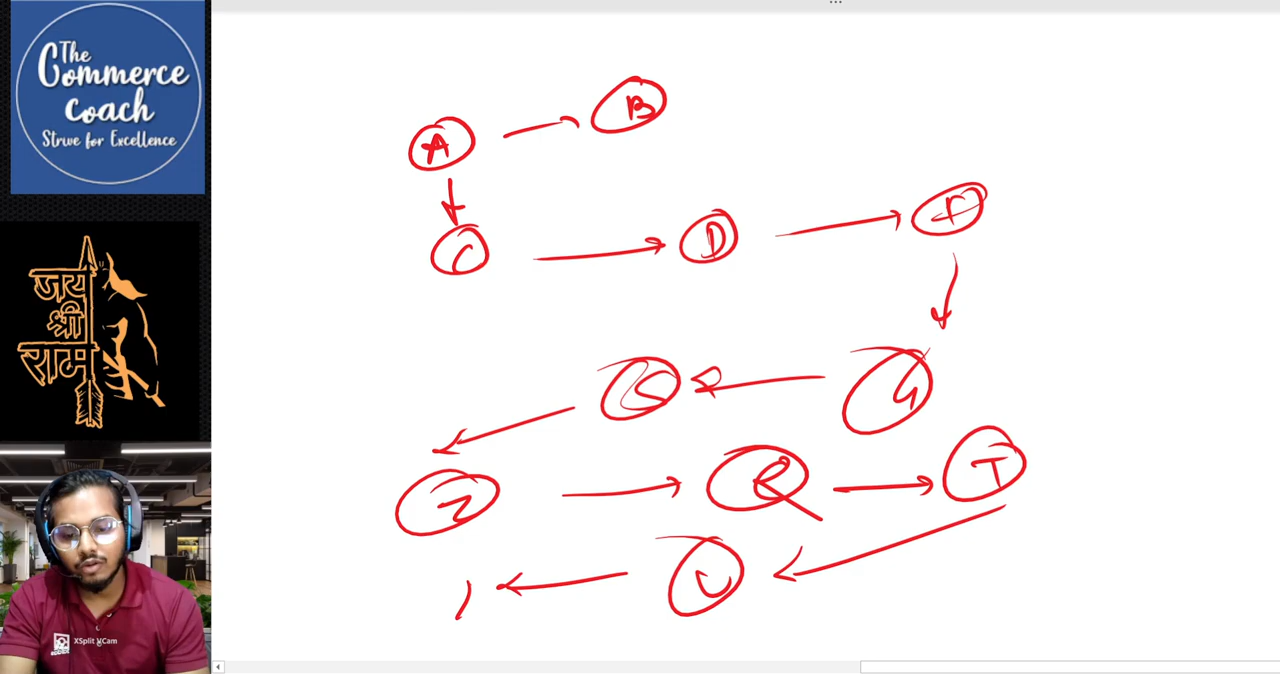 The
Commerce
Coach
Strive for Excellence
जय
श्री
राम
XSplit VCam
A
B
C
D
F
G
S
Z
R
T
U